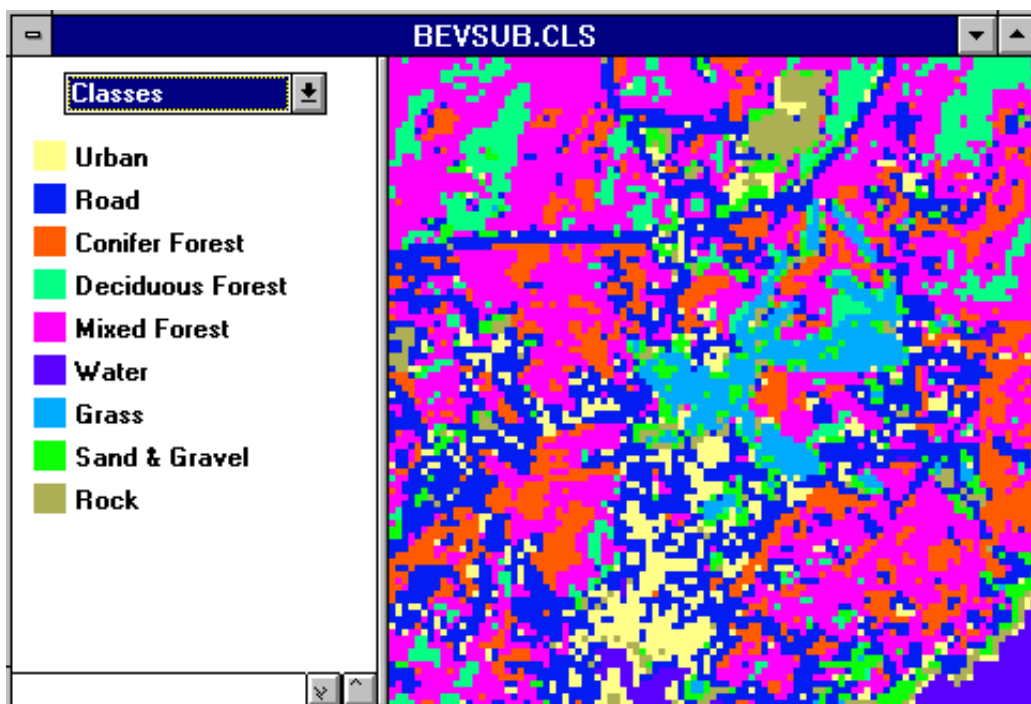 BEVSUB.CLS
Classes
Urban
Road
Conifer Forest
Deciduous Forest
Mixed Forest
Water
Grass
Sand & Gravel
Rock